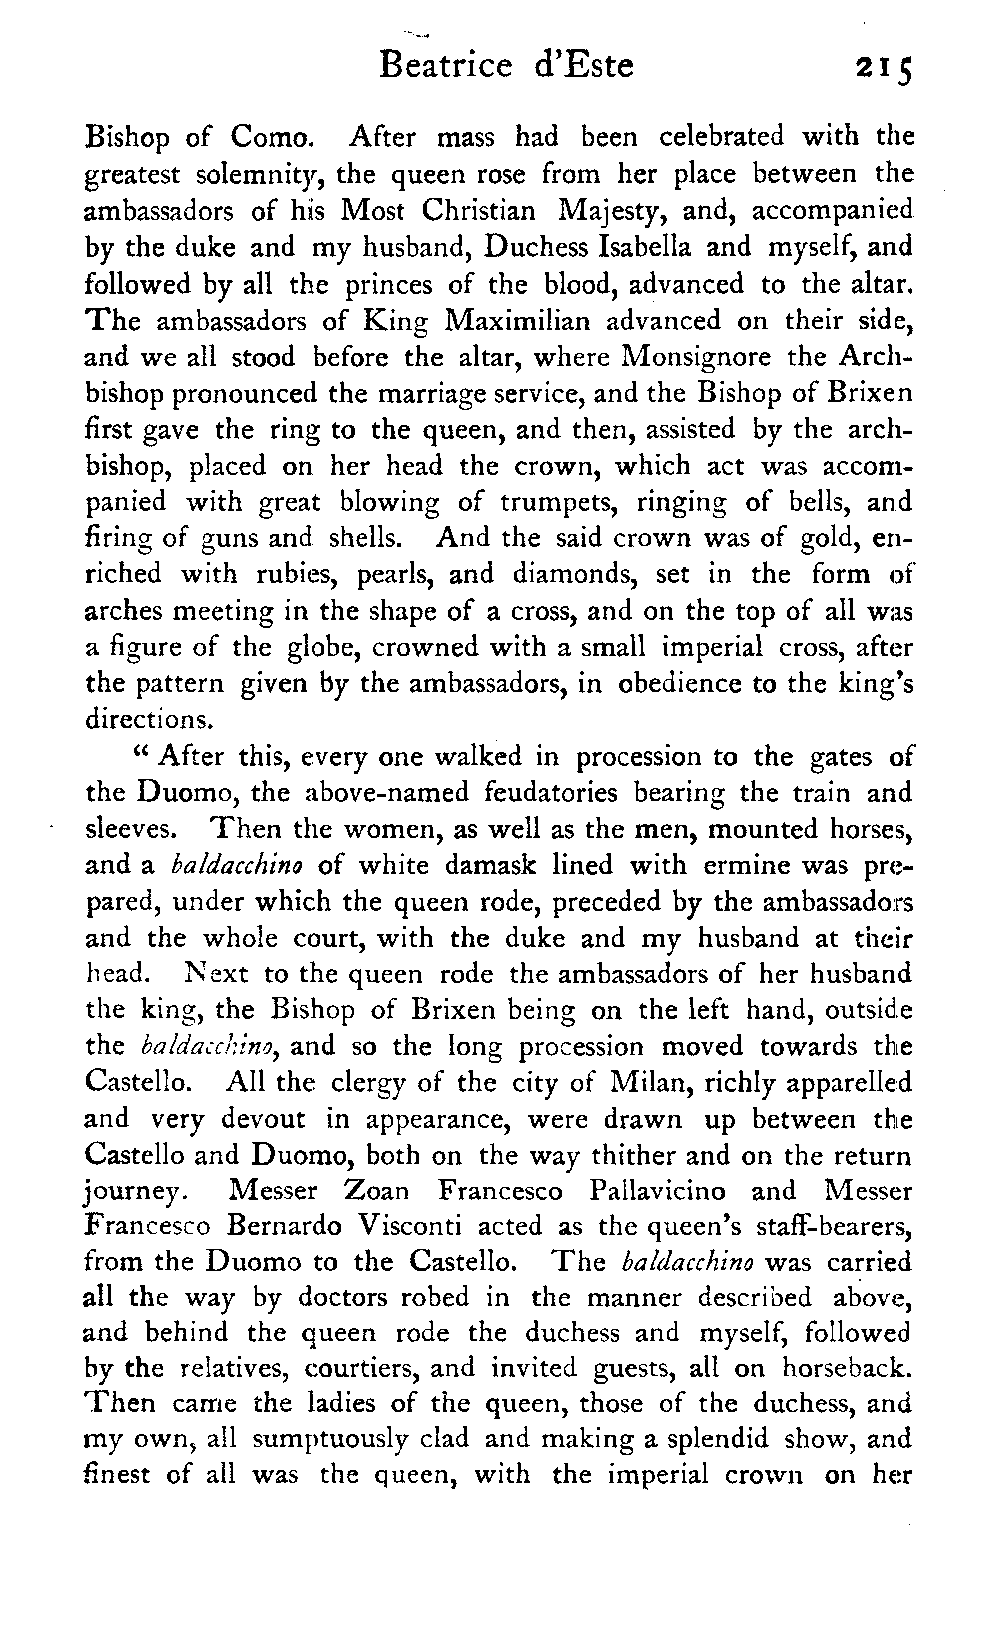 Beatrice d'Este 215
Bishop of Como. After mass had been celebrated with the
greatest solemnity, the queen rose from her place between the
ambassadors of his Most Christian Majesty, and, accompanied
by the duke and my husband, Duchess Isabella and myself, and
followed by all the princes of the blood, advanced to the altar.
The ambassadors of King Maximilian advanced on their side,
and we all stood before the altar, where Monsignore the Arch-
bishop pronounced the marriage service, and the Bishop of Brixen
first gave the ring to the queen, and then, assisted by the arch-
bishop, placed on her head the crown, which act was accom-
panied with great blowing of trumpets, ringing of bells, and
firing of guns and shells. And the said crown was of gold, en-
riched with rubies, pearls, and diamonds, set in the form of
arches meeting in the shape of a cross, and on the top of all was
a figure of the globe, crowned with a small imperial cross, after
the pattern given by the ambassadors, in obedience to the king's
directions.
“ After this, every one walked in procession to the gates of
the Duomo, the above-named feudatories bearing the train and
sleeves. Then the women, as well as the men, mounted horses,
and a baldacchino of white damask lined with ermine was pre-
pared, under which the queen rode, preceded by the ambassadors
and the whole court, with the duke and my husband at their
head. Next to the queen rode the ambassadors of her husband
the king, the Bishop of Brixen being on the left hand, outside
the baldacchino, and so the long procession moved towards the
Castello. All the clergy of the city of Milan, richly apparelled
and very devout in appearance, were drawn up between the
Castello and Duomo, both on the way thither and on the return
journey. Messer Zoan Francesco Pallavicino and Messer
Francesco Bernardo Visconti acted as the queen's staff-bearers,
from the Duomo to the Castello. The baldacchino was carried
all the way by doctors robed in the manner described above,
and behind the queen rode the duchess and myself, followed
by the relatives, courtiers, and invited guests, all on horseback.
Then came the ladies of the queen, those of the duchess, and
my own, all sumptuously clad and making a splendid show, and
finest of all was the queen, with the imperial crown on her